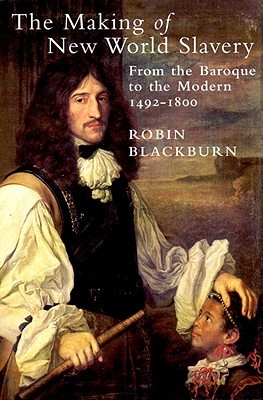 The Making of
New World Slavery
From the Baroque
to the Modern
1492-1800
ROBIN
BLACKBURN